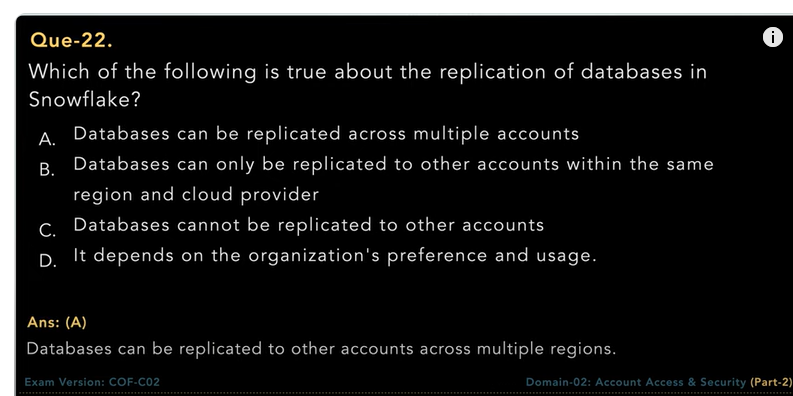 Que-22.
Which of the following is true about the replication of databases in
Snowflake?
A. Databases can be replicated across multiple accounts
B. Databases can only be replicated to other accounts within the same
region and cloud provider
C. Databases cannot be replicated to other accounts
D. It depends on the organization's preference and usage.
Ans: (A)
Databases can be replicated to other accounts across multiple regions.
Exam Version: COF-C02 Domain-02: Account Access & Security (Part-2)